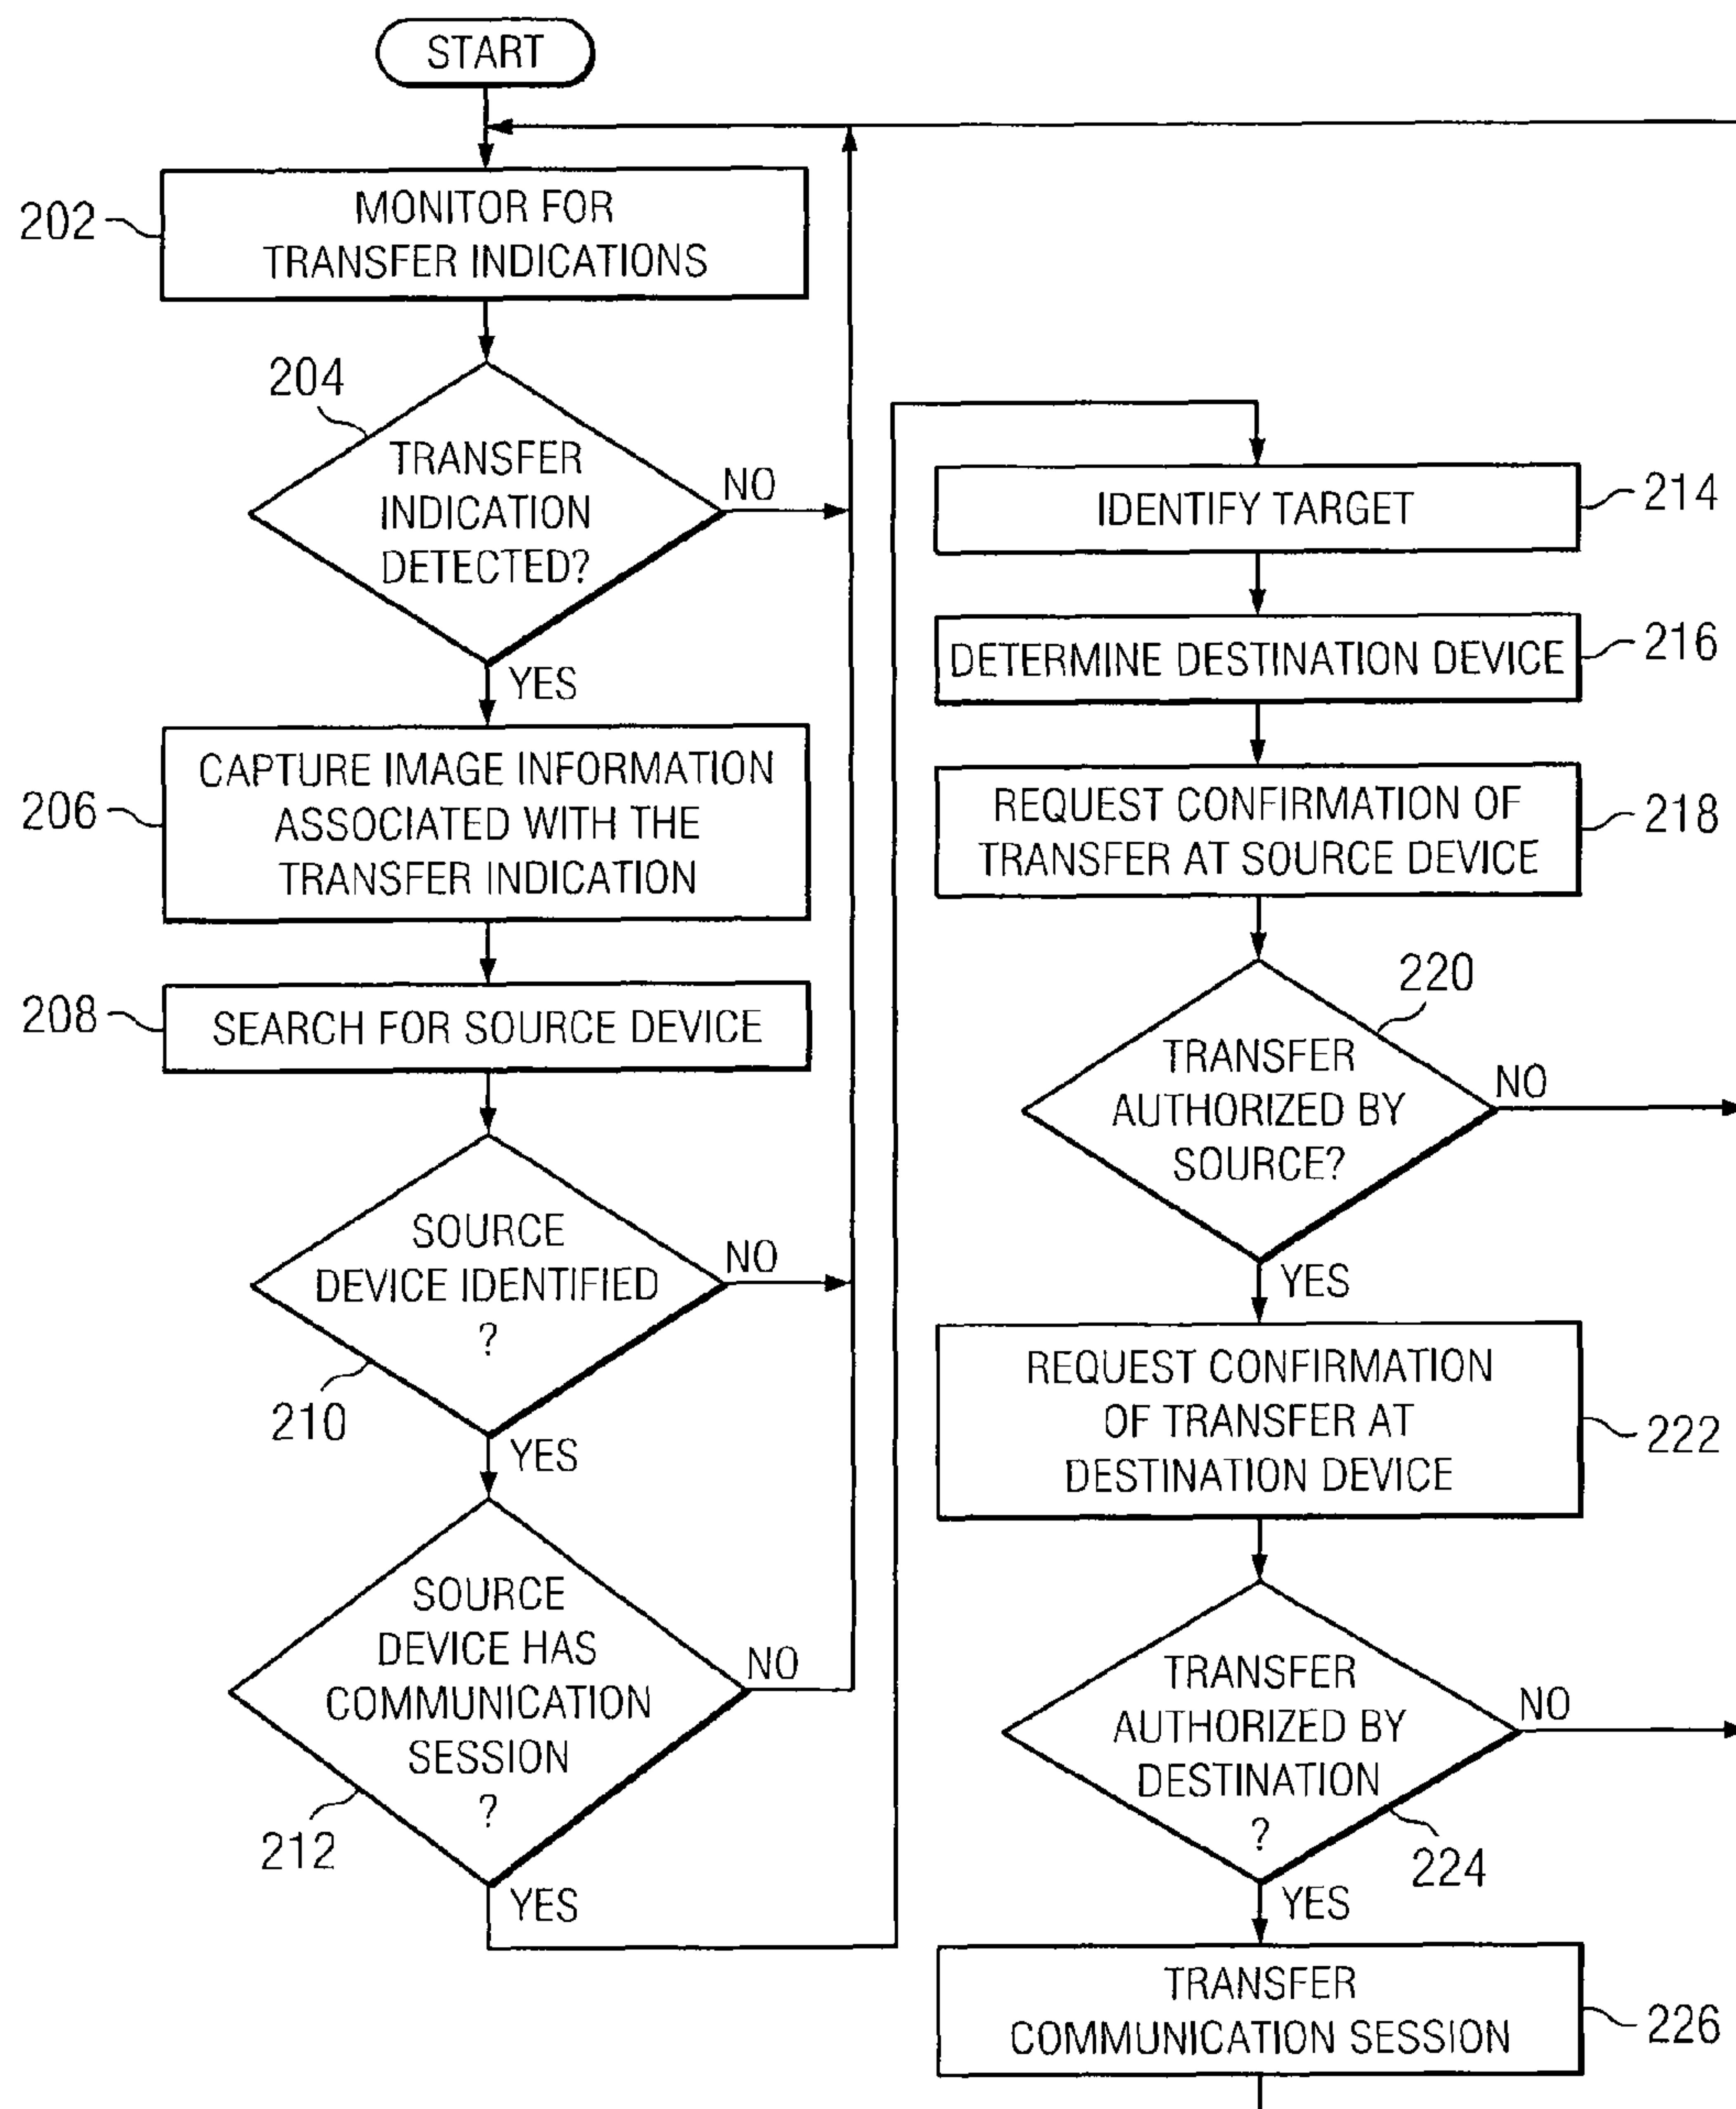 START
202
MONITOR FOR
TRANSFER INDICATIONS
204
TRANSFER
INDICATION
DETECTED?
NO
YES
206
CAPTURE IMAGE INFORMATION
ASSOCIATED WITH THE
TRANSFER INDICATION
208
SEARCH FOR SOURCE DEVICE
SOURCE
DEVICE IDENTIFIED
?
NO
210
YES
SOURCE
DEVICE HAS
COMMUNICATION
SESSION
?
NO
212
YES
IDENTIFY TARGET
214
DETERMINE DESTINATION DEVICE
216
REQUEST CONFIRMATION OF
TRANSFER AT SOURCE DEVICE
218
220
TRANSFER
AUTHORIZED BY
SOURCE?
NO
YES
REQUEST CONFIRMATION
OF TRANSFER AT
DESTINATION DEVICE
222
TRANSFER
AUTHORIZED BY
DESTINATION
?
NO
224
YES
TRANSFER
COMMUNICATION SESSION
226